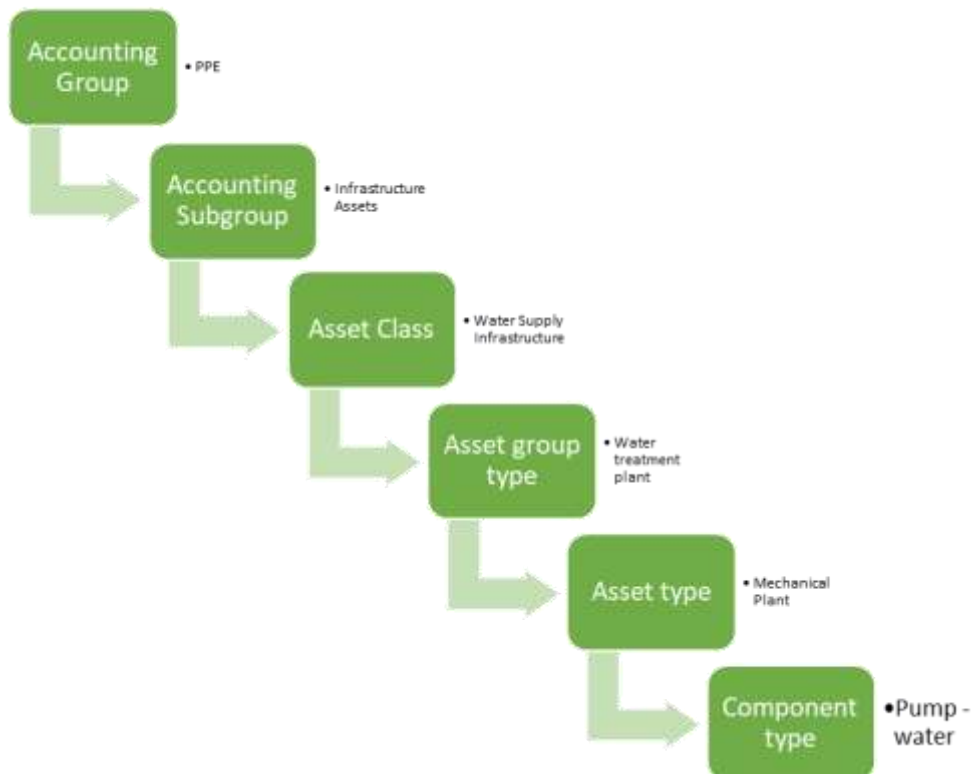 Accounting
Group
• PPE
Accounting
Subgroup
• Infrastructure
Assets
Asset Class
• Water Supply
Infrastructure
Asset group
type
• Water
treatment
plant
Asset type
• Mechanical
Plant
Component
type
•Pump -
water